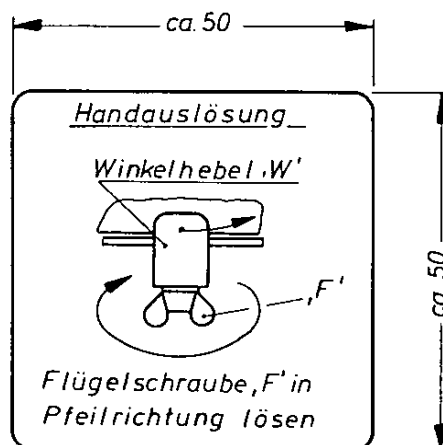 ca. 50
Handauslösung
Winkelhebel ‚W'
‚F'
ca. 50
Flügelschraube ‚F' in
Pfeilrichtung lösen